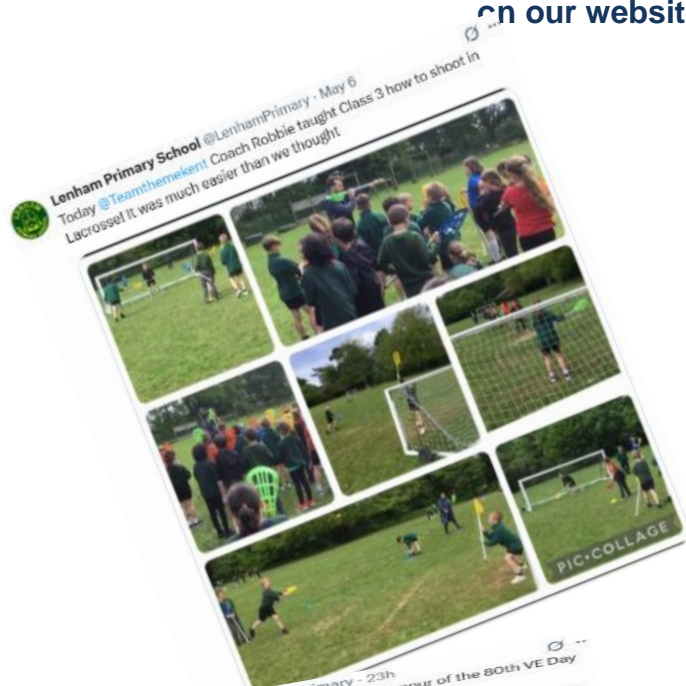 on our websit
Lenham Primary School @LenhamPrimary · May 6
Today @Teamthemekent Coach Robbie taught Class 3 how to shoot in
Lacrosse! It was much easier than we thought
PIC•COLLAGE
mary · 23h
our of the 80th VE Day